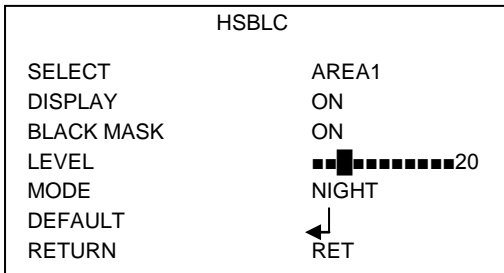 HSBLC
SELECT AREA1
DISPLAY ON
BLACK MASK ON
LEVEL 20
MODE NIGHT
DEFAULT
RETURN RET